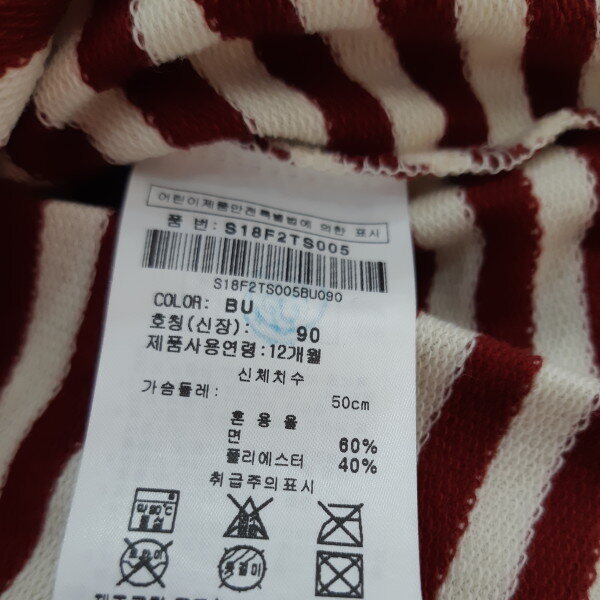 어린이제품안전특별법에 의한 표시
품 번: S18F2TS005
S18F2TS005BU090
COLOR: BU
호칭(신장): 90
제품사용연령:12개월
신체치수
가슴둘레: 50cm
혼 용 율
면 60%
폴리에스터 40%
취급주의표시